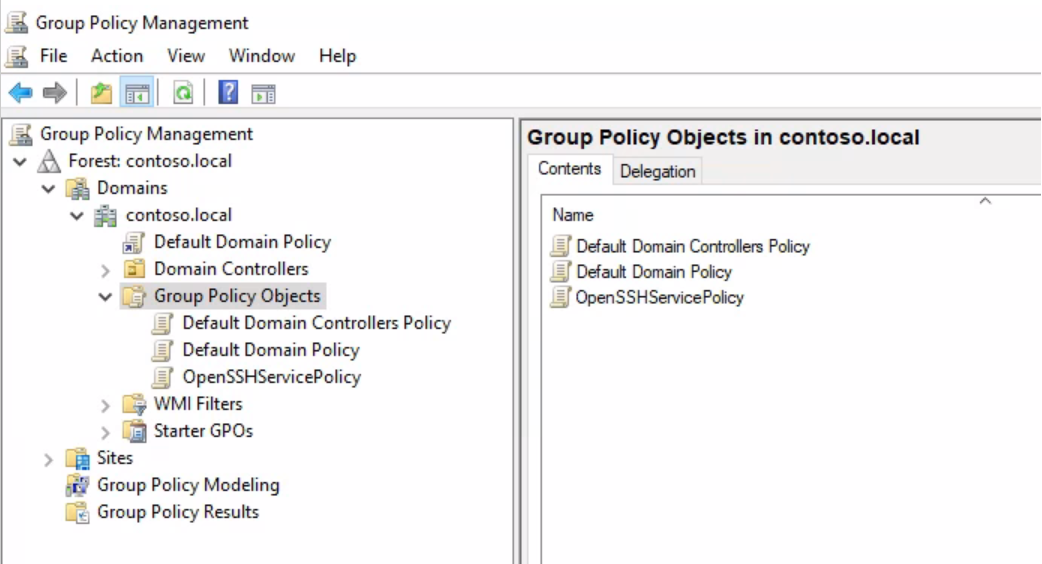 Group Policy Management
File Action View Window Help
Group Policy Management
Forest: contoso.local
Domains
contoso.local
Default Domain Policy
Domain Controllers
Group Policy Objects
Default Domain Controllers Policy
Default Domain Policy
OpenSSHServicePolicy
WMI Filters
Starter GPOs
Sites
Group Policy Modeling
Group Policy Results
Group Policy Objects in contoso.local
Contents Delegation
Name
Default Domain Controllers Policy
Default Domain Policy
OpenSSHServicePolicy